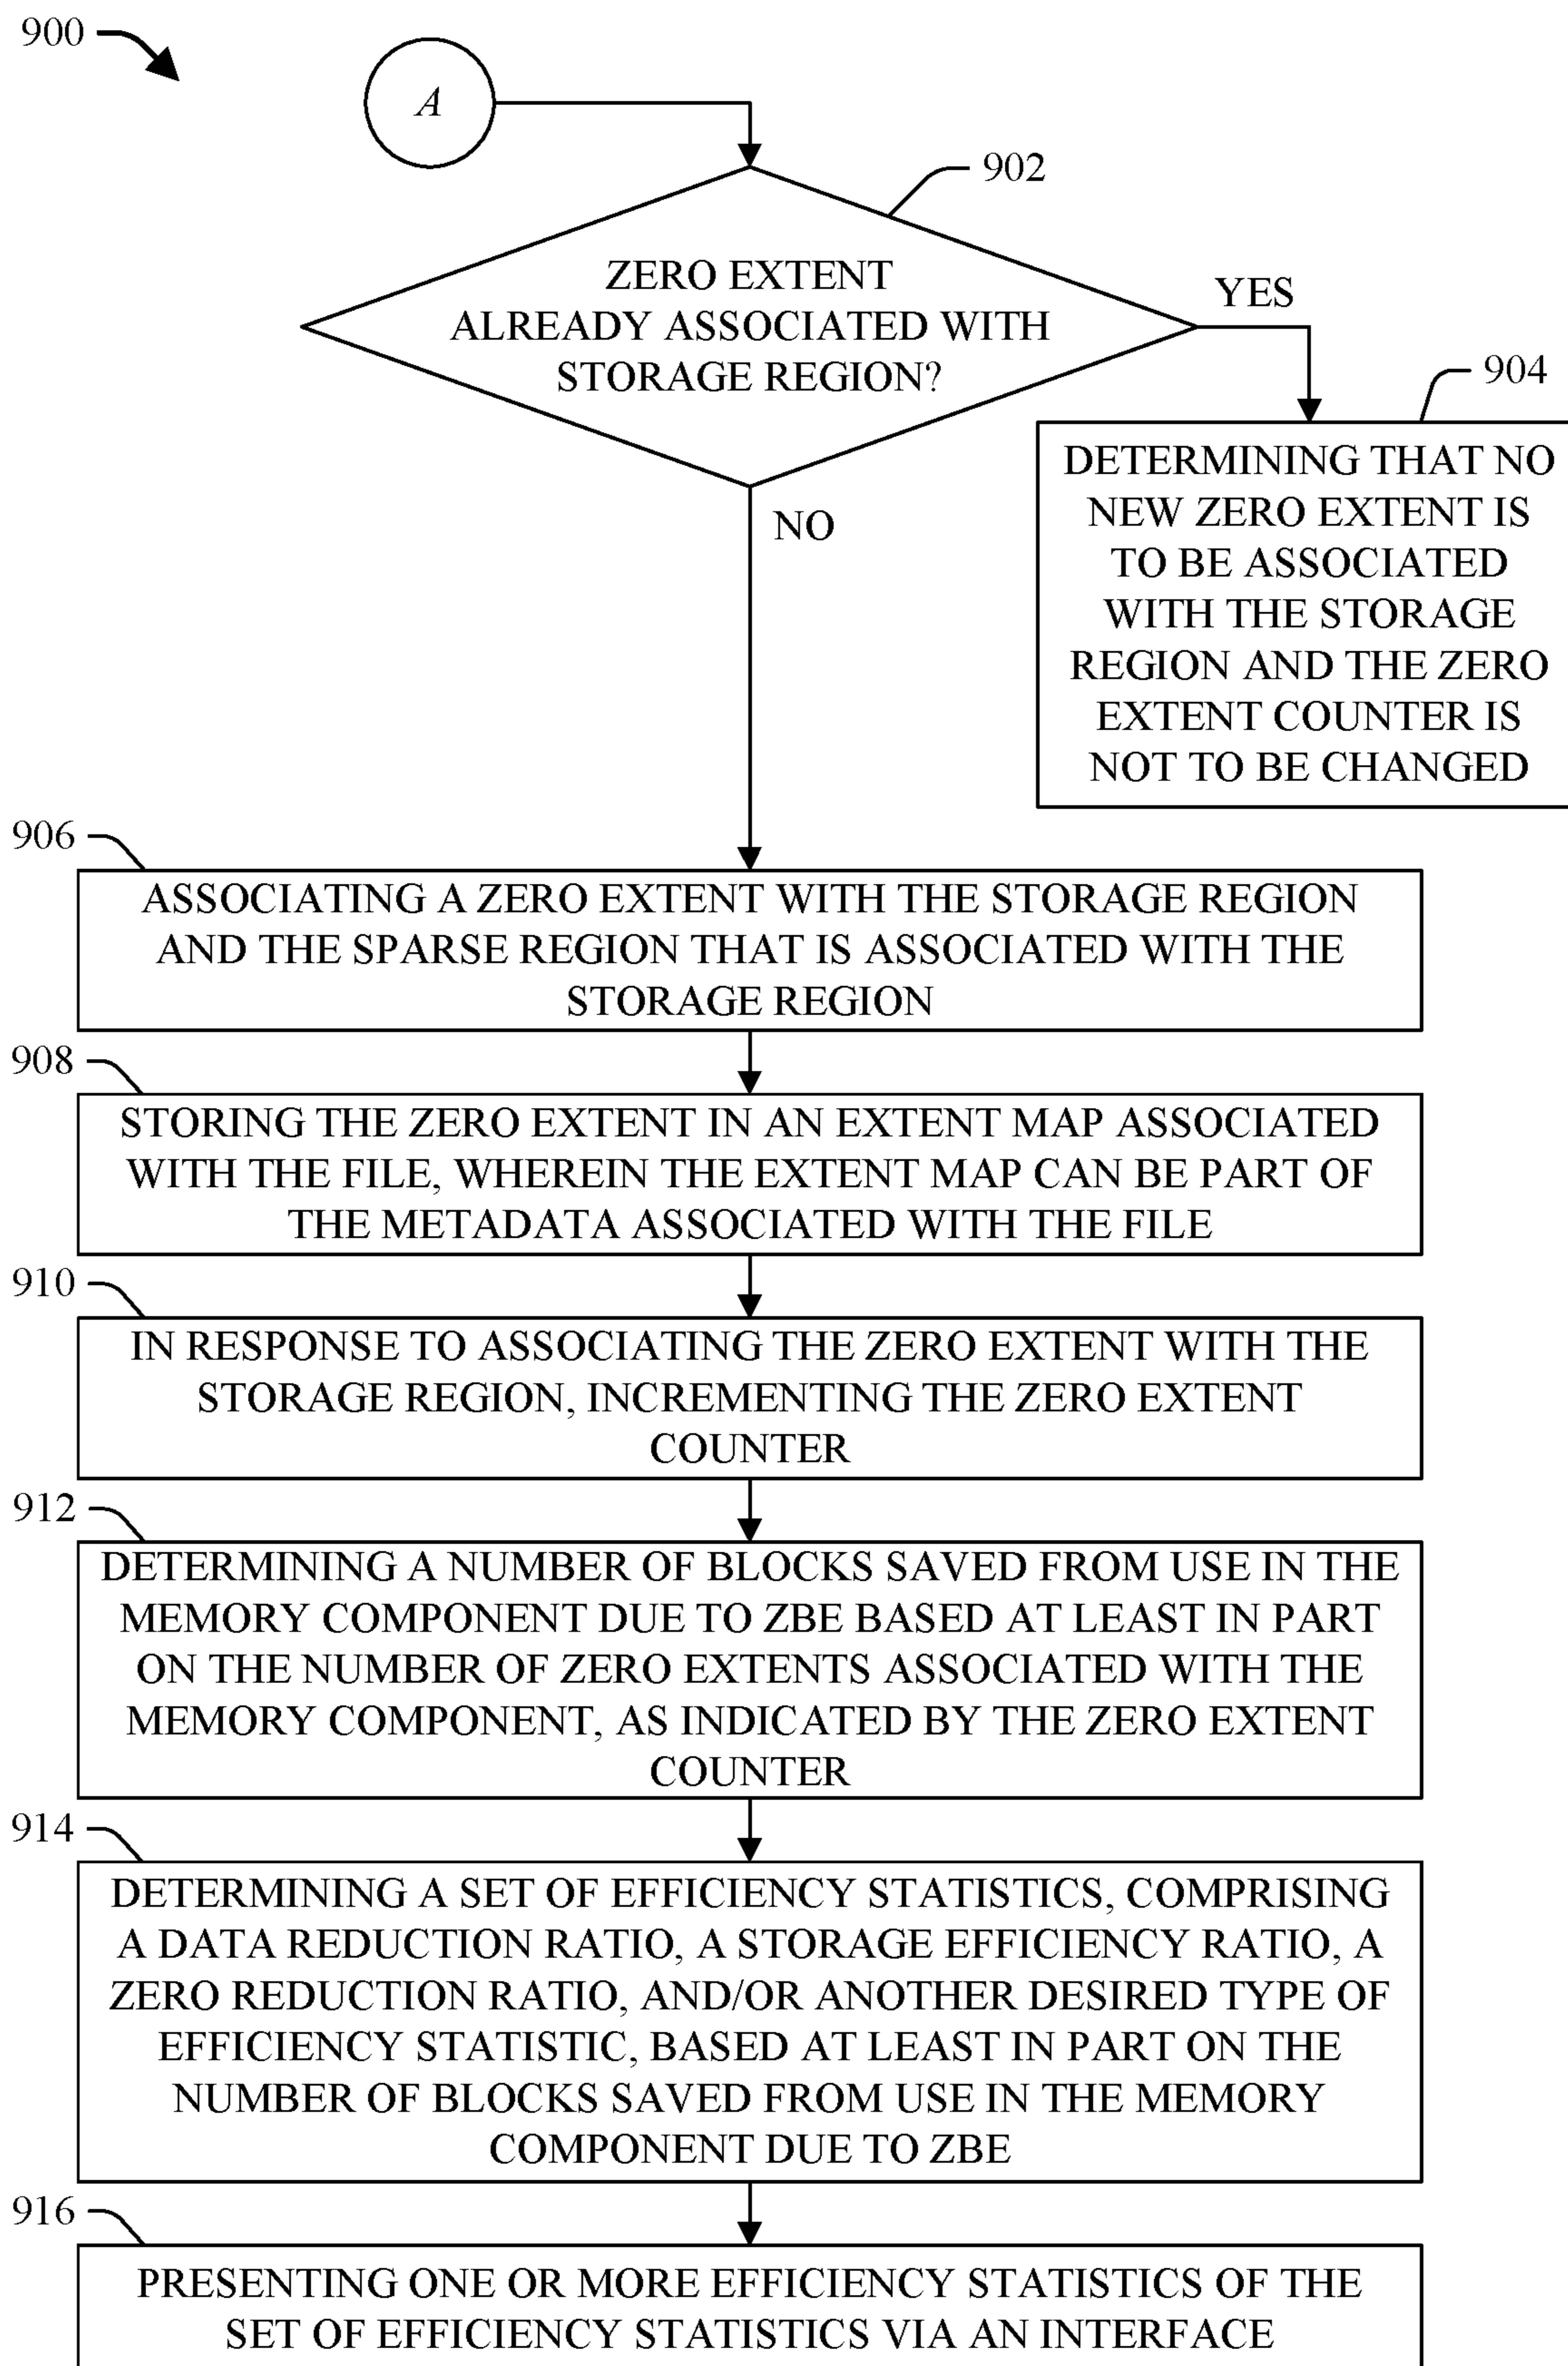 900
A
902
ZERO EXTENT
ALREADY ASSOCIATED WITH
STORAGE REGION?
YES
904
DETERMINING THAT NO
NEW ZERO EXTENT IS
TO BE ASSOCIATED
WITH THE STORAGE
REGION AND THE ZERO
EXTENT COUNTER IS
NOT TO BE CHANGED
NO
906
ASSOCIATING A ZERO EXTENT WITH THE STORAGE REGION
AND THE SPARSE REGION THAT IS ASSOCIATED WITH THE
STORAGE REGION
908
STORING THE ZERO EXTENT IN AN EXTENT MAP ASSOCIATED
WITH THE FILE, WHEREIN THE EXTENT MAP CAN BE PART OF
THE METADATA ASSOCIATED WITH THE FILE
910
IN RESPONSE TO ASSOCIATING THE ZERO EXTENT WITH THE
STORAGE REGION, INCREMENTING THE ZERO EXTENT
COUNTER
912
DETERMINING A NUMBER OF BLOCKS SAVED FROM USE IN THE
MEMORY COMPONENT DUE TO ZBE BASED AT LEAST IN PART
ON THE NUMBER OF ZERO EXTENTS ASSOCIATED WITH THE
MEMORY COMPONENT, AS INDICATED BY THE ZERO EXTENT
COUNTER
914
DETERMINING A SET OF EFFICIENCY STATISTICS, COMPRISING
A DATA REDUCTION RATIO, A STORAGE EFFICIENCY RATIO, A
ZERO REDUCTION RATIO, AND/OR ANOTHER DESIRED TYPE OF
EFFICIENCY STATISTIC, BASED AT LEAST IN PART ON THE
NUMBER OF BLOCKS SAVED FROM USE IN THE MEMORY
COMPONENT DUE TO ZBE
916
PRESENTING ONE OR MORE EFFICIENCY STATISTICS OF THE
SET OF EFFICIENCY STATISTICS VIA AN INTERFACE